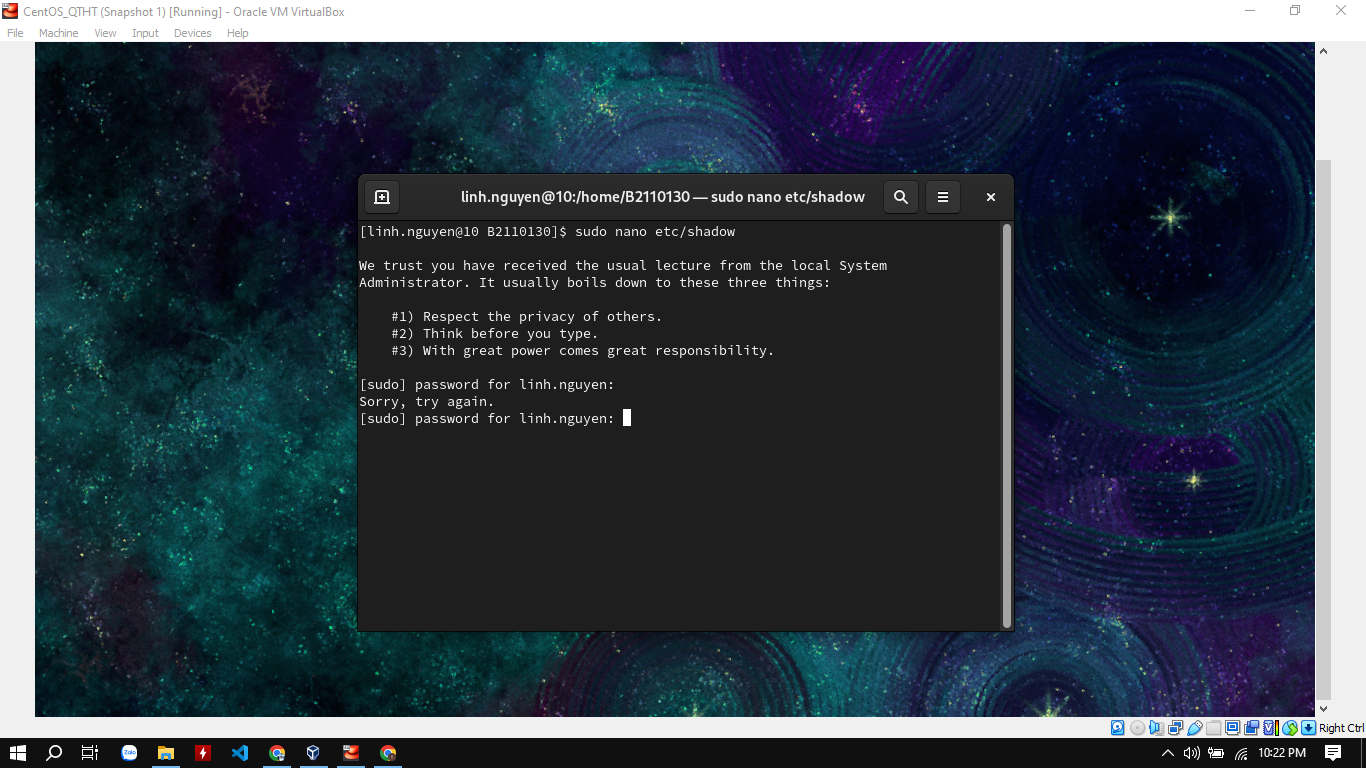 CentOS_QTHT (Snapshot 1) [Running] - Oracle VM VirtualBox
File Machine View Input Devices Help
linh.nguyen@10:/home/B2110130 — sudo nano etc/shadow
[linh.nguyen@10 B2110130]$ sudo nano etc/shadow
We trust you have received the usual lecture from the local System
Administrator. It usually boils down to these three things:
#1) Respect the privacy of others.
#2) Think before you type.
#3) With great power comes great responsibility.
[sudo] password for linh.nguyen:
Sorry, try again.
[sudo] password for linh.nguyen:
Right Ctrl
Zalo
10:22 PM